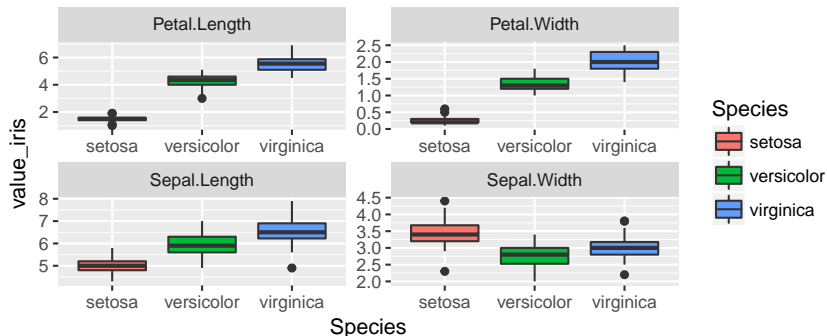 Petal.Length
Petal.Width
6
4
2
2.5
2.0
1.5
1.0
0.5
0.0
setosa versicolor virginica
setosa versicolor virginica
value_iris
Sepal.Length
Sepal.Width
8
7
6
5
4.5
4.0
3.5
3.0
2.5
2.0
setosa versicolor virginica
setosa versicolor virginica
Species
Species
setosa
versicolor
virginica